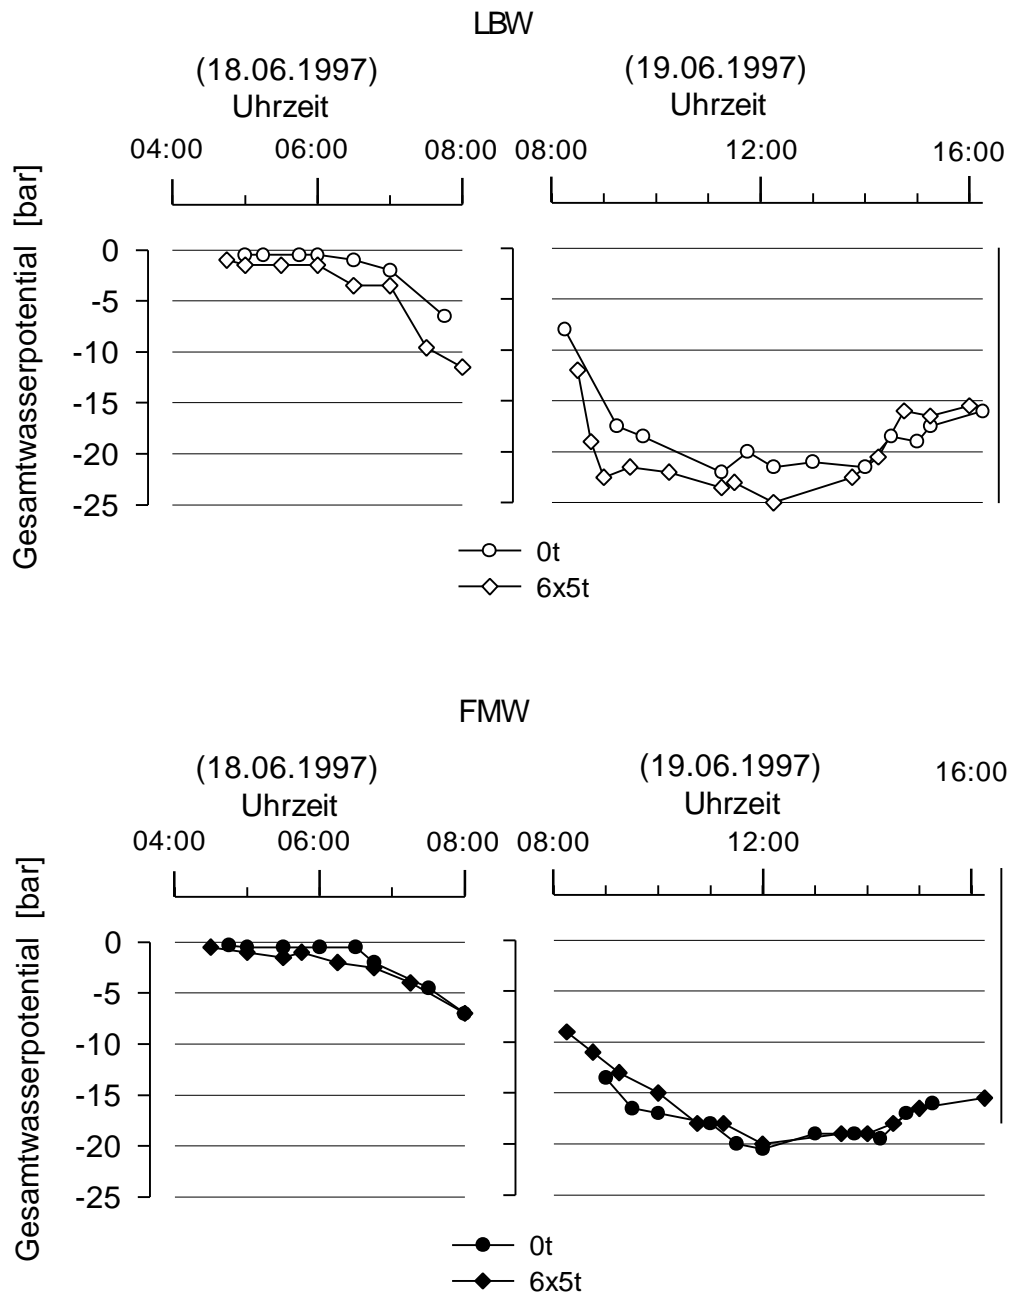 LBW
(18.06.1997)
Uhrzeit
(19.06.1997)
Uhrzeit
04:00 06:00 08:00 08:00 12:00 16:00
Gesamtwasserpotential [bar]
0
-5
-10
-15
-20
-25
0t
6x5t
FMW
(18.06.1997)
Uhrzeit
(19.06.1997)
Uhrzeit
04:00 06:00 08:00 08:00 12:00 16:00
Gesamtwasserpotential [bar]
0
-5
-10
-15
-20
-25
0t
6x5t